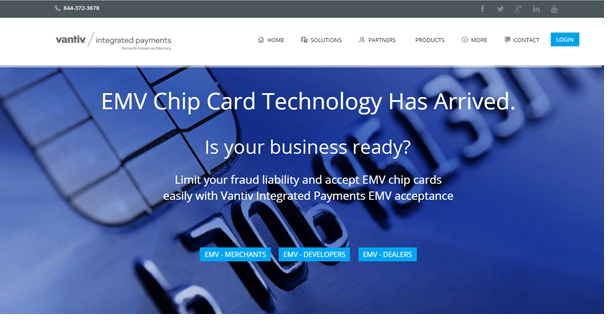 844-372-3678
vantiv / integrated payments
formerly known as Mercury
HOME SOLUTIONS PARTNERS PRODUCTS MORE CONTACT LOGIN
EMV Chip Card Technology Has Arrived.
Is your business ready?
Limit your fraud liability and accept EMV chip cards
easily with Vantiv Integrated Payments EMV acceptance
EMV - MERCHANTS EMV - DEVELOPERS EMV - DEALERS